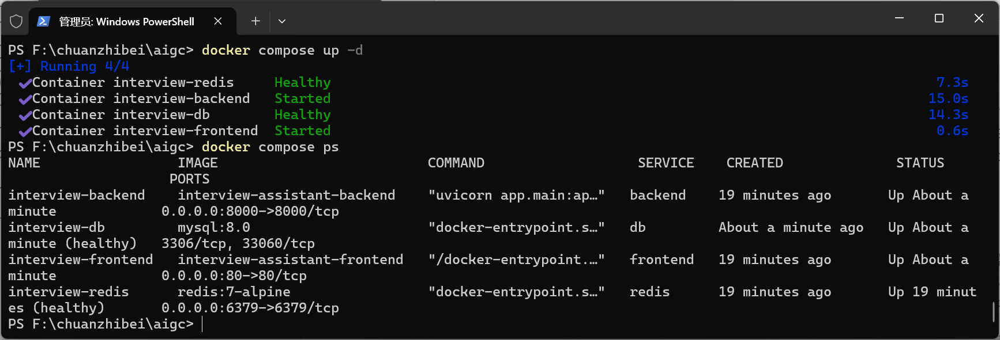 管理员: Windows PowerShell
PS F:\chuanzhibei\aigc> docker compose up -d
[+] Running 4/4
✔Container interview-redis     Healthy     7.3s
✔Container interview-backend   Started     15.0s
✔Container interview-db        Healthy     14.3s
✔Container interview-frontend  Started     0.6s
PS F:\chuanzhibei\aigc> docker compose ps
NAME                 IMAGE                          COMMAND                   SERVICE    CREATED              STATUS
                    PORTS
interview-backend    interview-assistant-backend    "uvicorn app.main:ap…"   backend    19 minutes ago       Up About a
minute             0.0.0.0:8000->8000/tcp
interview-db         mysql:8.0                      "docker-entrypoint.s…"   db         About a minute ago   Up About a
minute (healthy)   3306/tcp, 33060/tcp
interview-frontend   interview-assistant-frontend   "/docker-entrypoint.…"   frontend   19 minutes ago       Up About a
minute             0.0.0.0:80->80/tcp
interview-redis      redis:7-alpine                 "docker-entrypoint.s…"   redis      19 minutes ago       Up 19 minut
es (healthy)       0.0.0.0:6379->6379/tcp
PS F:\chuanzhibei\aigc>